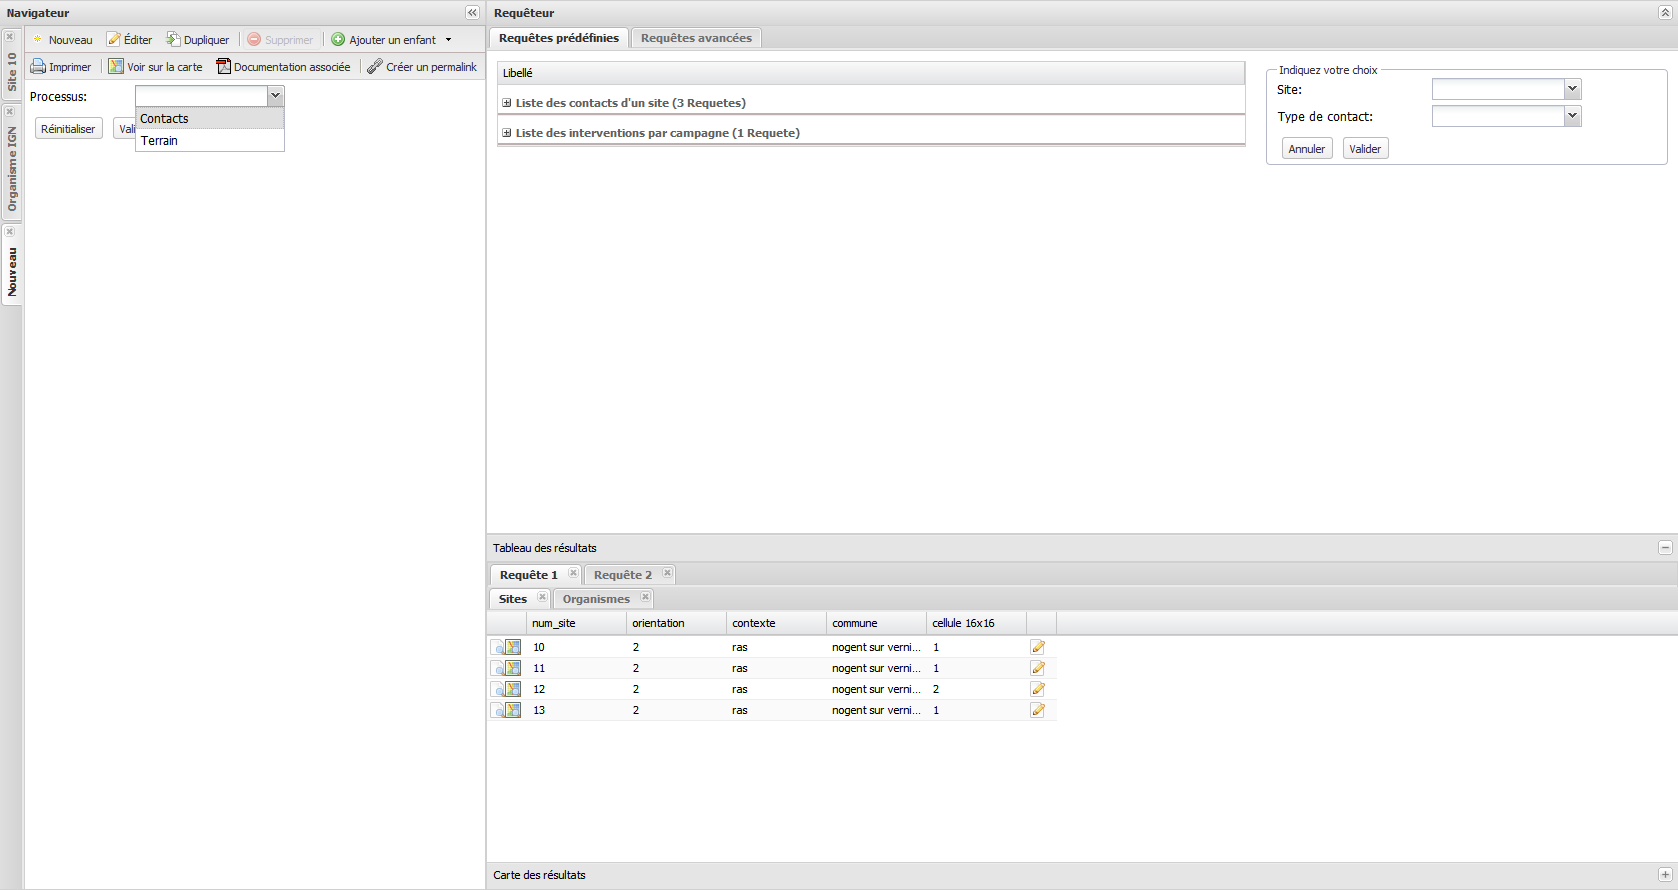 Navigateur
Site 10
Organisme IGN
Nouveau
Nouveau Éditer Dupliquer Supprimer Ajouter un enfant
Imprimer Voir sur la carte Documentation associée Créer un permalink
Processus:
Contacts
Terrain
Réinitialiser Vali
Requêteur
Requêtes prédéfinies Requêtes avancées
Libellé
Liste des contacts d'un site (3 Requetes)
Liste des interventions par campagne (1 Requete)
Indiquez votre choix
Site:
Type de contact:
Annuler Valider
Tableau des résultats
Requête 1 Requête 2
Sites Organismes
num_site orientation contexte commune cellule 16x16
10 2 ras nogent sur verni... 1
11 2 ras nogent sur verni... 1
12 2 ras nogent sur verni... 2
13 2 ras nogent sur verni... 1
Carte des résultats